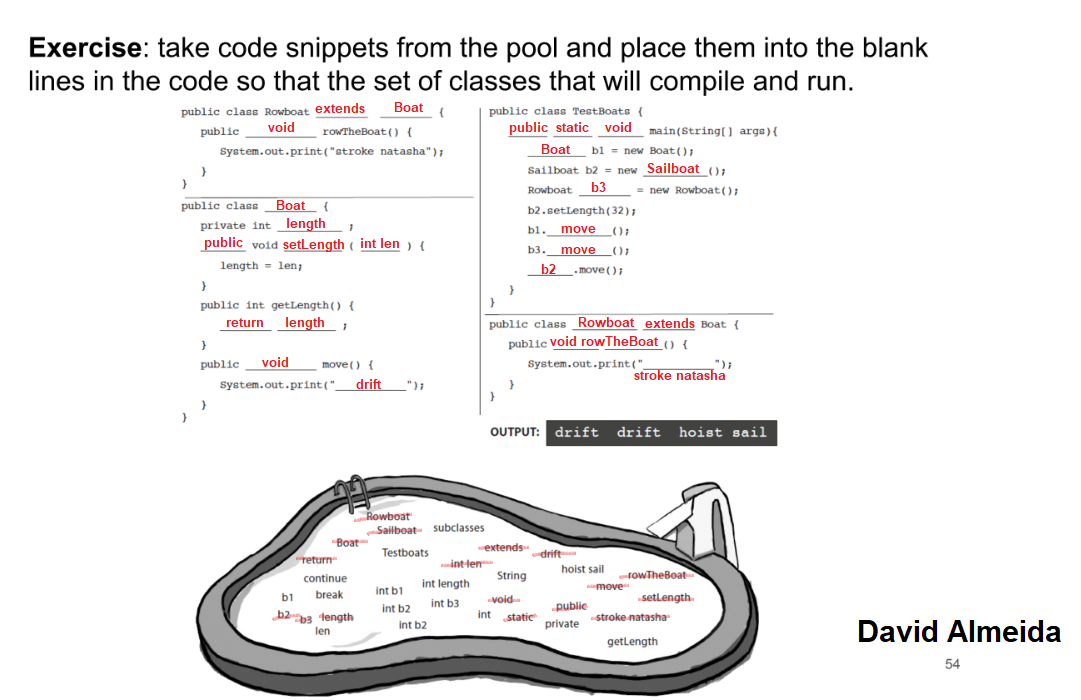 Exercise: take code snippets from the pool and place them into the blank
lines in the code so that the set of classes that will compile and run.
public class Rowboat extends Boat {
public void rowTheBoat() {
System.out.print("stroke natasha");
}
}
public class Boat {
private int length ;
public void setLength ( int len ) {
length = len;
}
public int getLength() {
return length ;
}
public void move() {
System.out.print("drift");
}
}
public class TestBoats {
public static void main(String[] args){
Boat b1 = new Boat();
Sailboat b2 = new Sailboat();
Rowboat b3 = new Rowboat();
b2.setLength(32);
b1.move();
b3.move();
b2.move();
}
}
public class Rowboat extends Boat {
public void rowTheBoat() {
System.out.print("stroke natasha");
}
}
OUTPUT: drift drift hoist sail
Rowboat
Sailboat subclasses
Boat
Testboats
extends
drift
return
int len
hoist sail
continue
String
rowTheBoat
int length
move
b1 break
int b1
setLength
int b3
void
public
b2
b3
length
int b2
int
static
stroke natasha
private
len
int b2
getLength
David Almeida
54